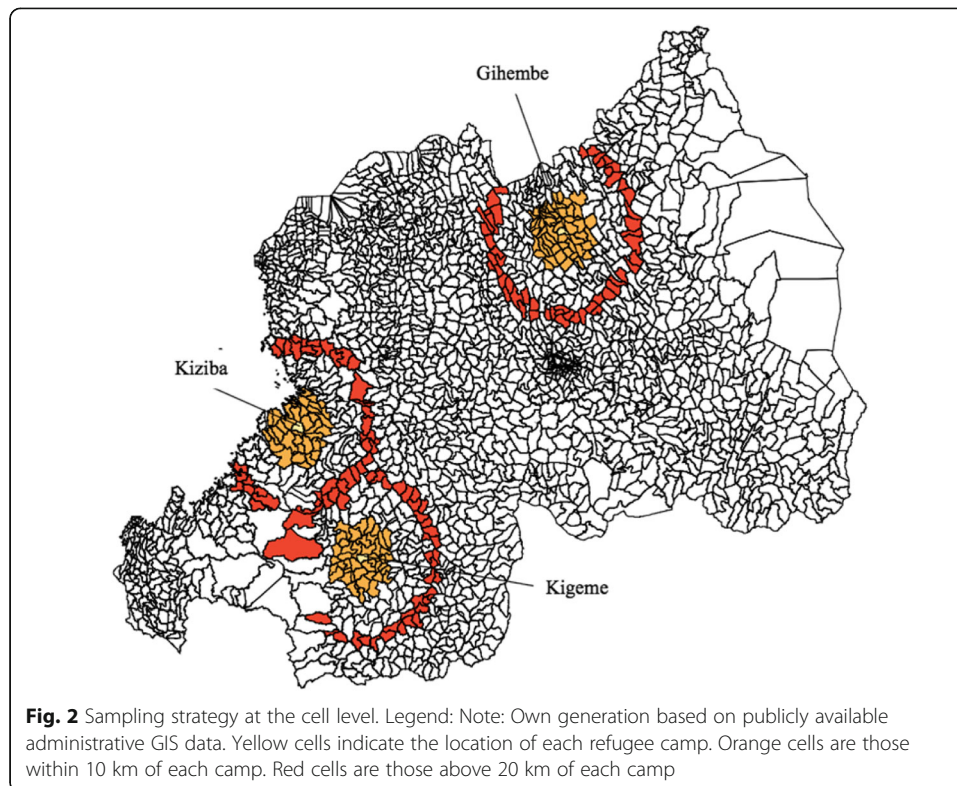 Gihembe
Kiziba
Kigeme
Fig. 2 Sampling strategy at the cell level. Legend: Note: Own generation based on publicly available
administrative GIS data. Yellow cells indicate the location of each refugee camp. Orange cells are those
within 10 km of each camp. Red cells are those above 20 km of each camp